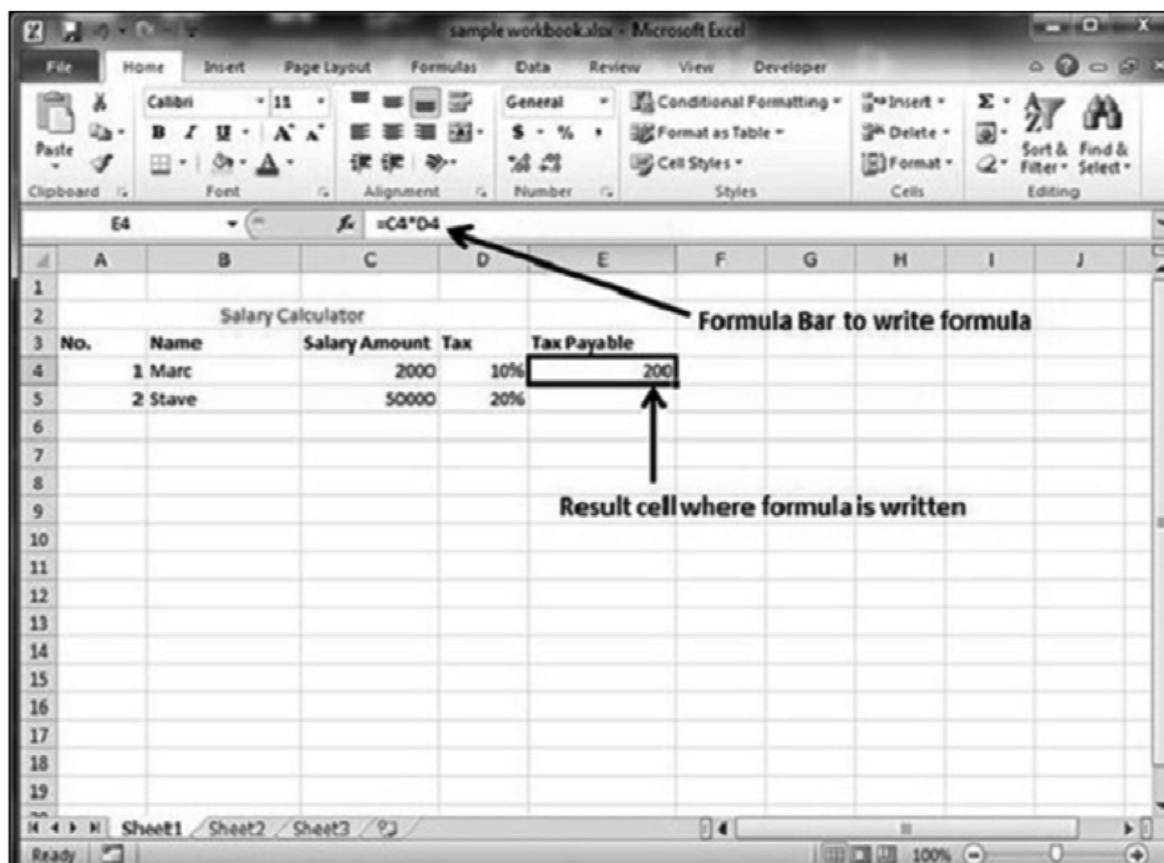 sample workbook.xlsx - Microsoft Excel
File Home Insert Page Layout Formulas Data Review View Developer
Calibri 11 General Conditional Formatting Insert Σ
B I U A A $ % , Format as Table Delete
Paste Cell Styles Format Sort & Filter Find & Select
Clipboard Font Alignment Number Styles Cells Editing
E4 fx =C4*D4
A B C D E F G H I J
1
2 Salary Calculator
Formula Bar to write formula
3 No. Name Salary Amount Tax Tax Payable
4 1 Marc 2000 10% 200
5 2 Stave 50000 20%
6
7
8
Result cell where formula is written
9
10
11
12
13
14
15
16
17
18
19
Sheet1 Sheet2 Sheet3
Ready 100%